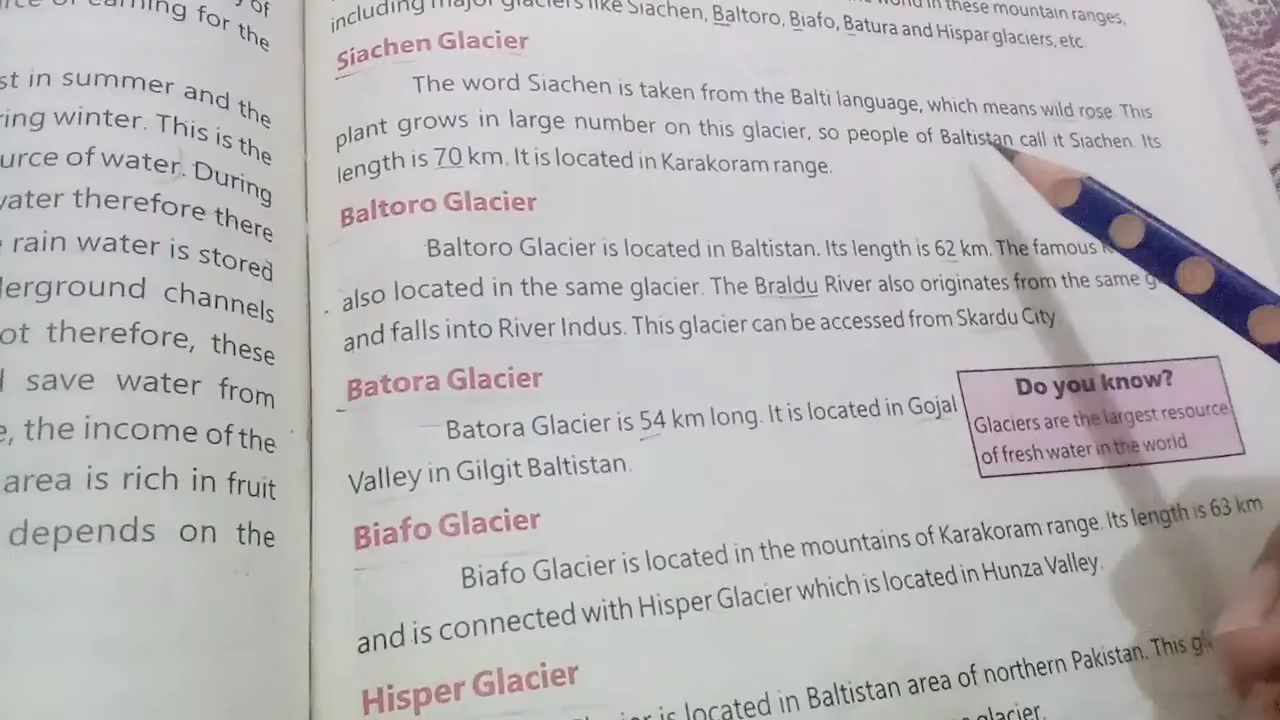 y of
earning for the
st in summer and the
ring winter. This is the
urce of water. During
water therefore there
rain water is stored
derground channels
ot therefore, these
save water from
e, the income of the
area is rich in fruit
depends on the
in these mountain ranges,
including major glaciers like Siachen, Baltoro, Biafo, Batura and Hispar glaciers, etc.
Siachen Glacier
The word Siachen is taken from the Balti language, which means wild rose. This
plant grows in large number on this glacier, so people of Baltistan call it Siachen. Its
length is 70 km. It is located in Karakoram range.
Baltoro Glacier
Baltoro Glacier is located in Baltistan. Its length is 62 km. The famous
also located in the same glacier. The Braldu River also originates from the same g
and falls into River Indus. This glacier can be accessed from Skardu City
Batora Glacier
Batora Glacier is 54 km long. It is located in Gojal
Valley in Gilgit Baltistan.
Do you know?
Glaciers are the largest resource
of fresh water in the world
Biafo Glacier
Biafo Glacier is located in the mountains of Karakoram range. Its length is 63 km
and is connected with Hisper Glacier which is located in Hunza Valley.
Hisper Glacier
is located in Baltistan area of northern Pakistan. This
glacier.